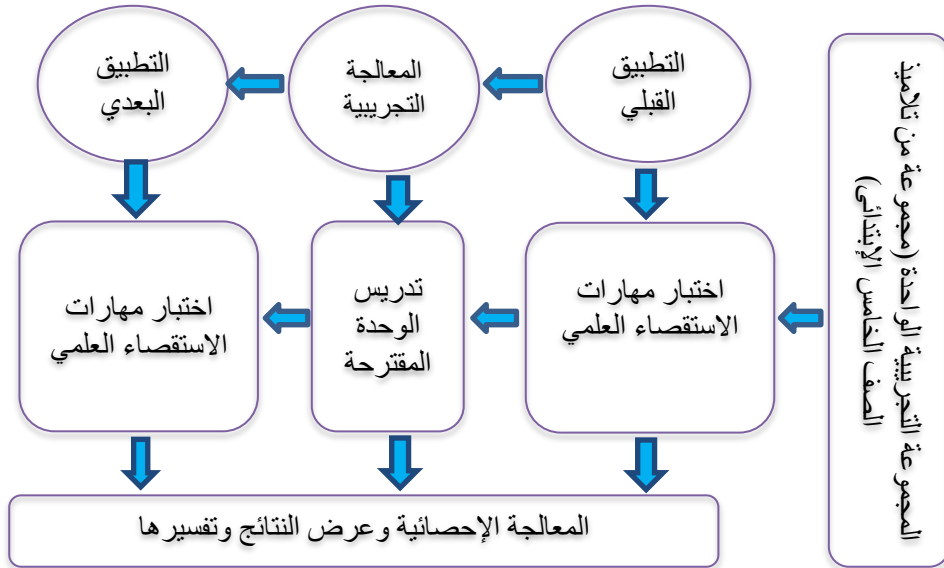 المجموعة التجريبية الواحدة (مجموعة من تلاميذ
الصف الخامس الإبتدائى)
التطبيق
القبلي
المعالجة
التجريبية
التطبيق
البعدي
اختبار مهارات
الاستقصاء العلمي
تدريس
الوحدة
المقترحة
اختبار مهارات
الاستقصاء العلمي
المعالجة الإحصائية وعرض النتائج وتفسيرها